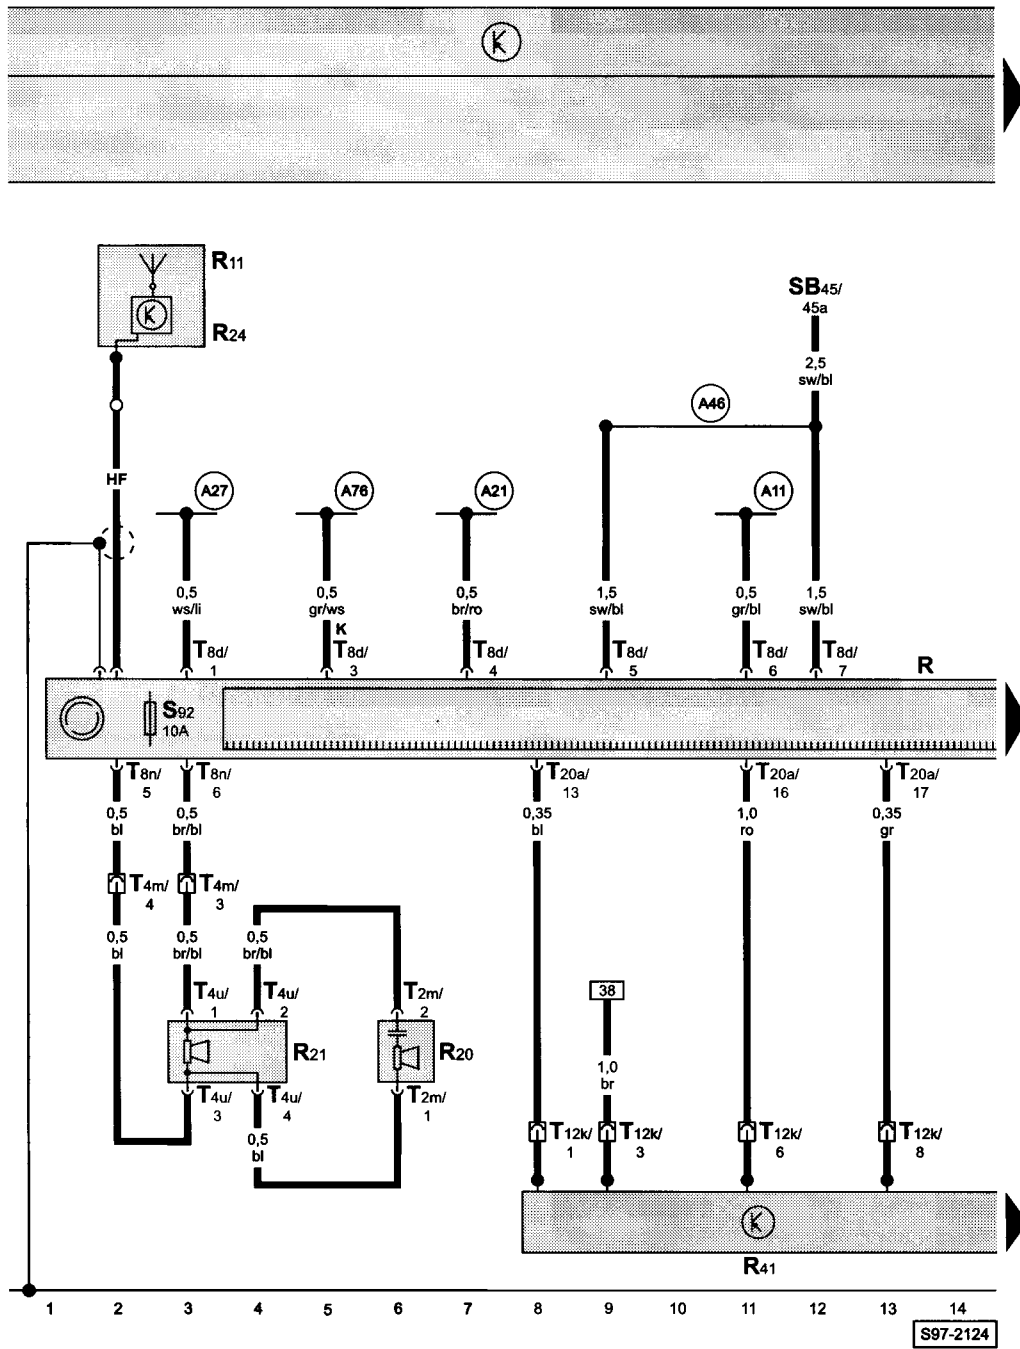 R11
R24
SB45/
45a
2,5
sw/bl
A46
HF
A27
A76
A21
A11
0,5
ws/li
0,5
gr/ws
K
0,5
br/ro
1,5
sw/bl
0,5
gr/bl
1,5
sw/bl
T8d/
1
T8d/
3
T8d/
4
T8d/
5
T8d/
6
T8d/
7
R
S92
10A
T8n/
5
T8n/
6
T20a/
13
T20a/
16
T20a/
17
0,5
bl
0,5
br/bl
0,35
bl
1,0
ro
0,35
gr
T4m/
4
T4m/
3
0,5
bl
0,5
br/bl
0,5
br/bl
T4u/
1
T4u/
2
T2m/
2
38
R21
R20
1,0
br
T4u/
3
T4u/
4
T2m/
1
0,5
bl
T12k/
1
T12k/
3
T12k/
6
T12k/
8
R41
1 2 3 4 5 6 7 8 9 10 11 12 13 14
S97-2124